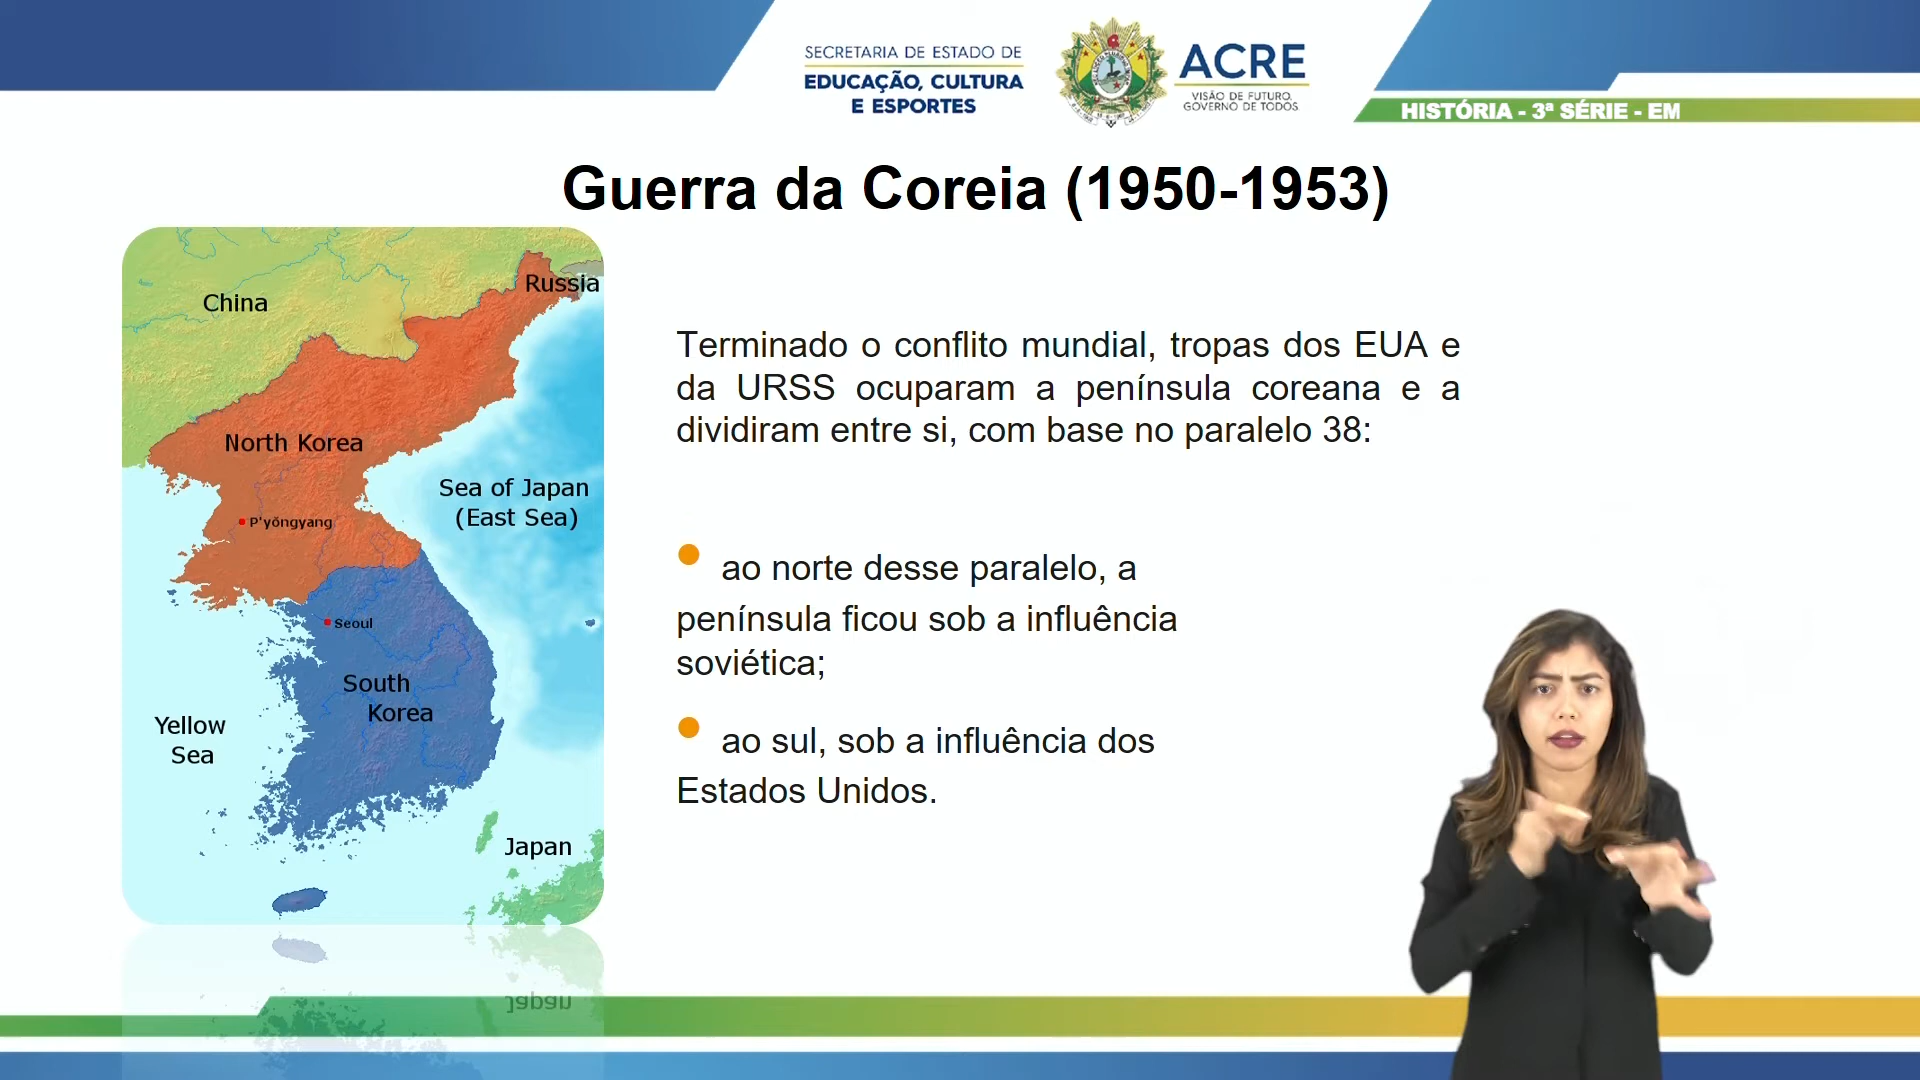 SECRETARIA DE ESTADO DE
EDUCAÇÃO, CULTURA
E ESPORTES
ACRE
VISÃO DE FUTURO.
GOVERNO DE TODOS.
HISTÓRIA - 3ª SÉRIE - EM
Guerra da Coreia (1950-1953)
China
Russia
North Korea
Sea of Japan
(East Sea)
P'yŏngyang
Seoul
South
Korea
Yellow
Sea
Japan
Terminado o conflito mundial, tropas dos EUA e
da URSS ocuparam a península coreana e a
dividiram entre si, com base no paralelo 38:
ao norte desse paralelo, a
península ficou sob a influência
soviética;
ao sul, sob a influência dos
Estados Unidos.